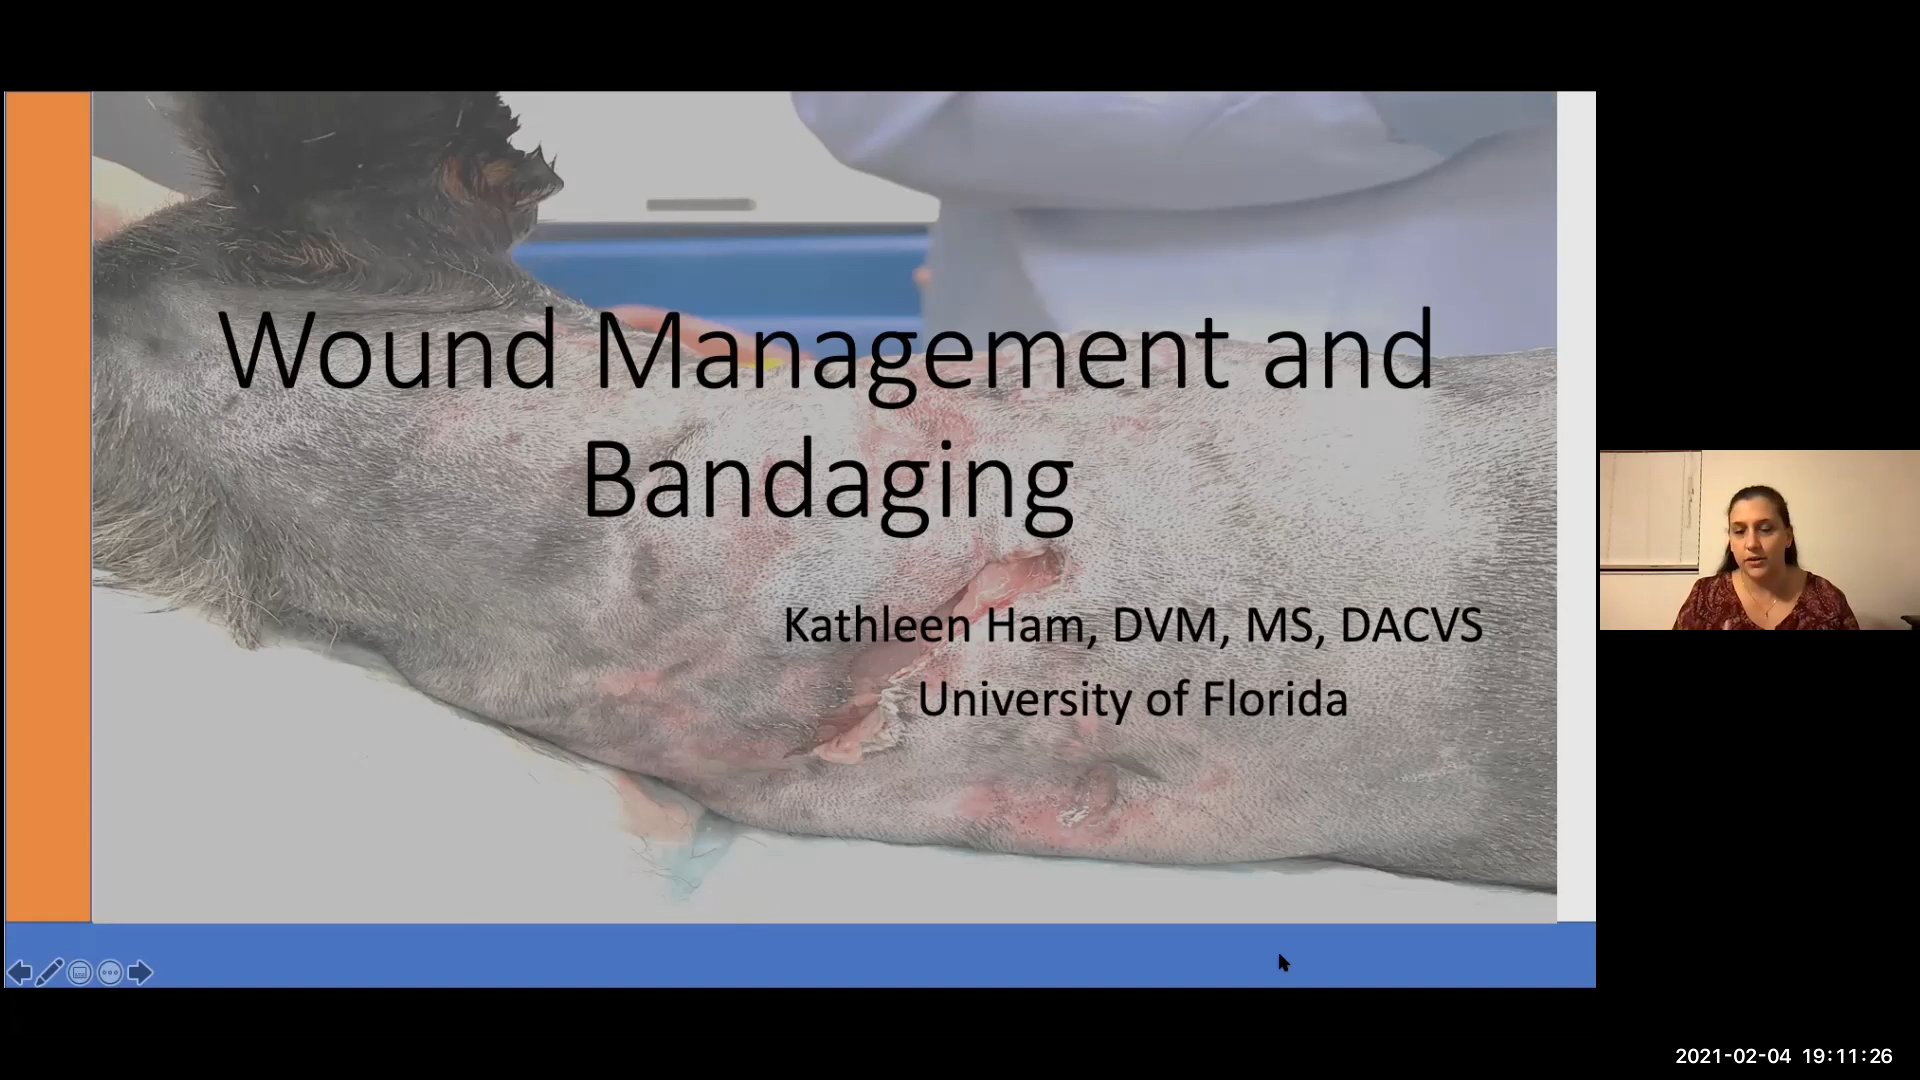 Wound Management and
Bandaging
Kathleen Ham, DVM, MS, DACVS
University of Florida
2021-02-04 19:11:26